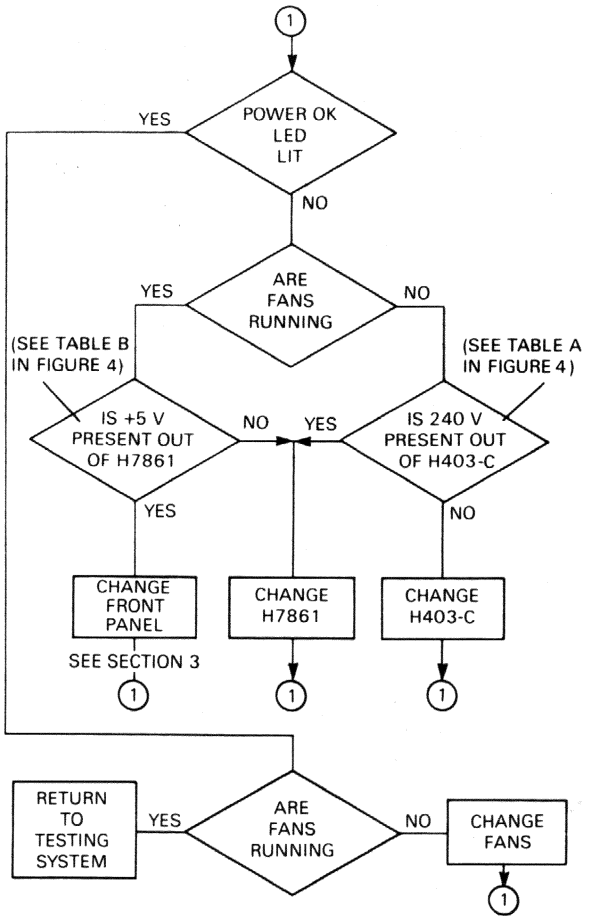 1
POWER OK
LED
LIT
YES
NO
ARE
FANS
RUNNING
YES
NO
(SEE TABLE B
IN FIGURE 4)
(SEE TABLE A
IN FIGURE 4)
IS +5 V
PRESENT OUT
OF H7861
NO
YES
IS 240 V
PRESENT OUT
OF H403-C
YES
NO
CHANGE
FRONT
PANEL
CHANGE
H7861
CHANGE
H403-C
SEE SECTION 3
1
1
1
RETURN
TO
TESTING
SYSTEM
YES
ARE
FANS
RUNNING
NO
CHANGE
FANS
1